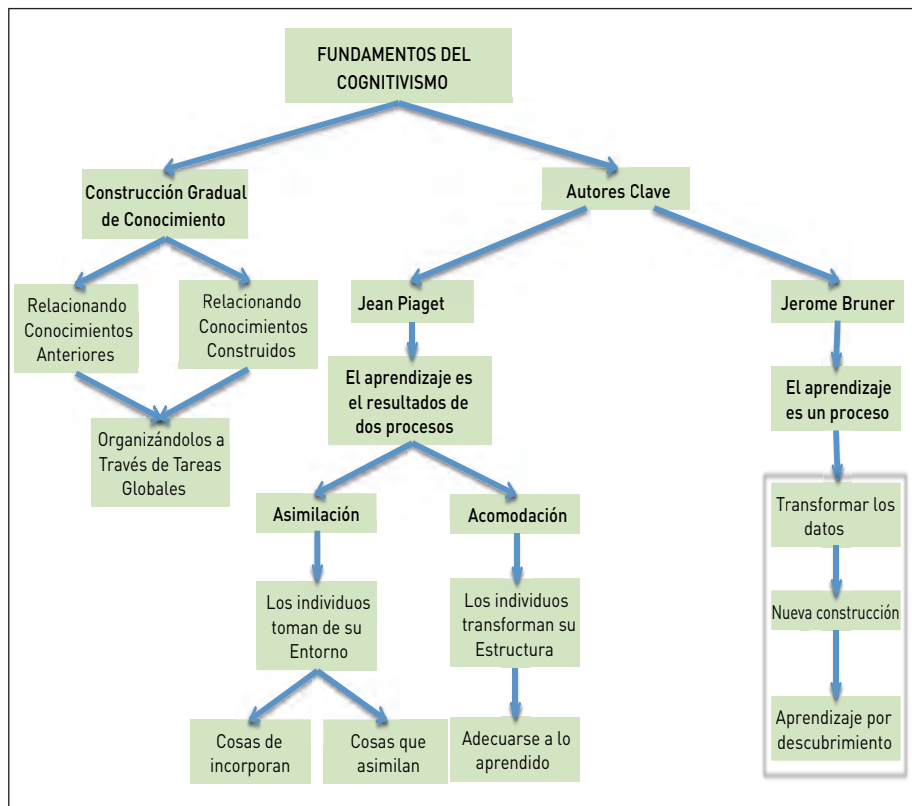 FUNDAMENTOS DEL
COGNITIVISMO
Construcción Gradual
de Conocimiento
Autores Clave
Relacionando
Conocimientos
Anteriores
Relacionando
Conocimientos
Construidos
Organizándolos a
Través de Tareas
Globales
Jean Piaget
El aprendizaje es
el resultados de
dos procesos
Asimilación
Los individuos
toman de su
Entorno
Cosas de
incorporan
Cosas que
asimilan
Acomodación
Los individuos
transforman su
Estructura
Adecuarse a lo
aprendido
Jerome Bruner
El aprendizaje
es un proceso
Transformar los
datos
Nueva construcción
Aprendizaje por
descubrimiento